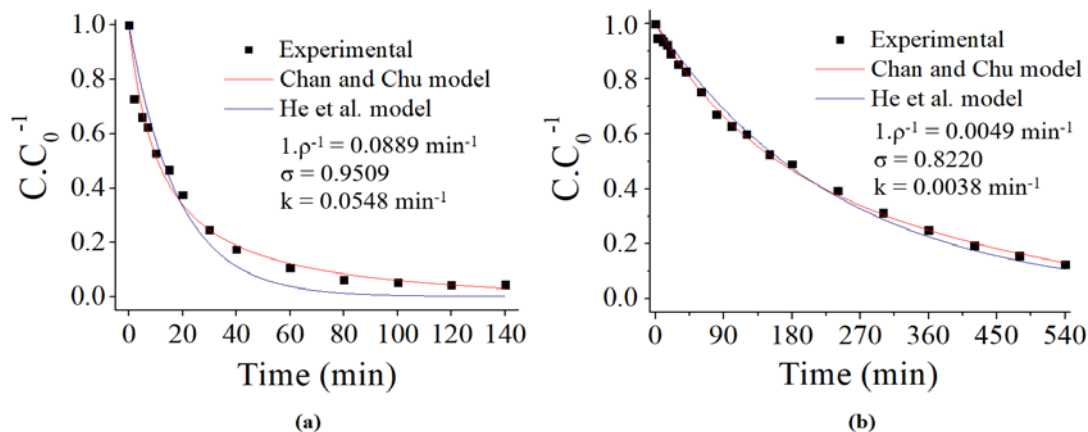 C.C₀⁻¹
1.0
0.8
0.6
0.4
0.2
0.0
Experimental
Chan and Chu model
He et al. model
1.ρ⁻¹ = 0.0889 min⁻¹
σ = 0.9509
k = 0.0548 min⁻¹
0 20 40 60 80 100 120 140
Time (min)
(a)
C.C₀⁻¹
1.0
0.8
0.6
0.4
0.2
0.0
Experimental
Chan and Chu model
He et al. model
1.ρ⁻¹ = 0.0049 min⁻¹
σ = 0.8220
k = 0.0038 min⁻¹
0 90 180 270 360 450 540
Time (min)
(b)